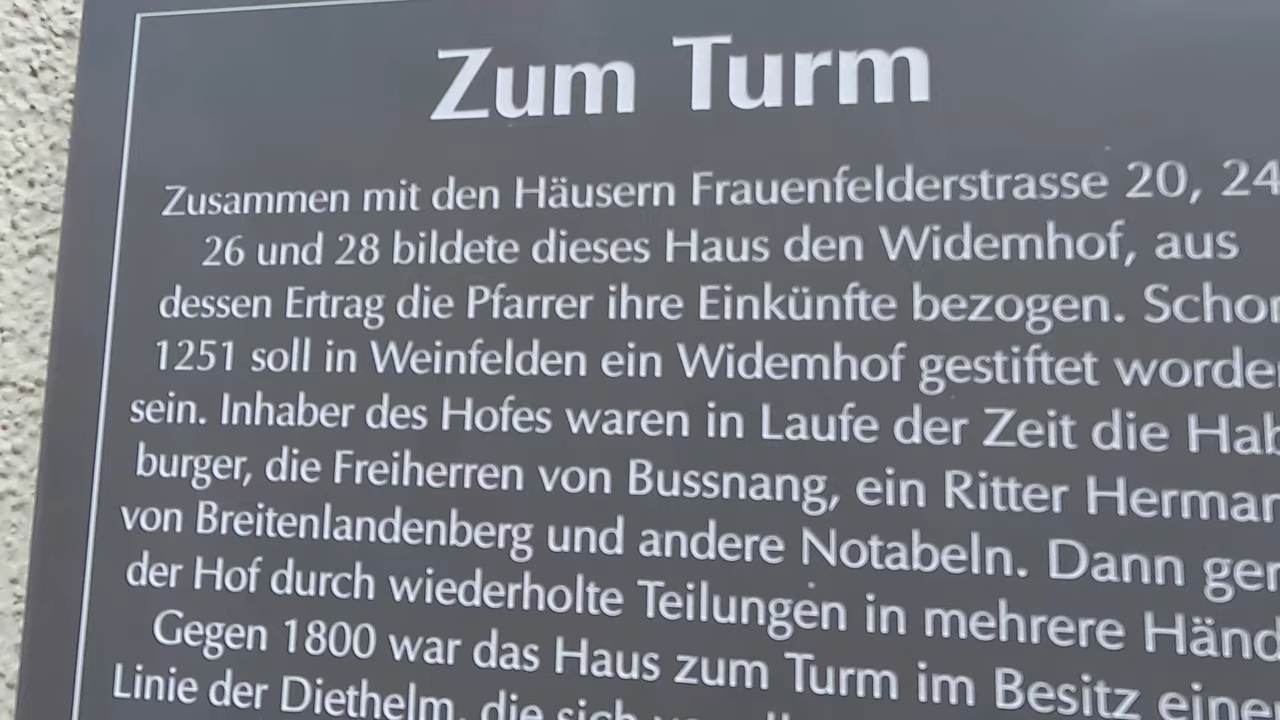 Zum Turm
Zusammen mit den Häusern Frauenfelderstrasse 20, 24
26 und 28 bildete dieses Haus den Widemhof, aus
dessen Ertrag die Pfarrer ihre Einkünfte bezogen. Schon
1251 soll in Weinfelden ein Widemhof gestiftet worde
sein. Inhaber des Hofes waren in Laufe der Zeit die Hab
burger, die Freiherren von Bussnang, ein Ritter Herman
von Breitenlandenberg und andere Notabeln. Dann ger
der Hof durch wiederholte Teilungen in mehrere Händ
Gegen 1800 war das Haus zum Turm im Besitz eine
Linie der Diethelm, die sich